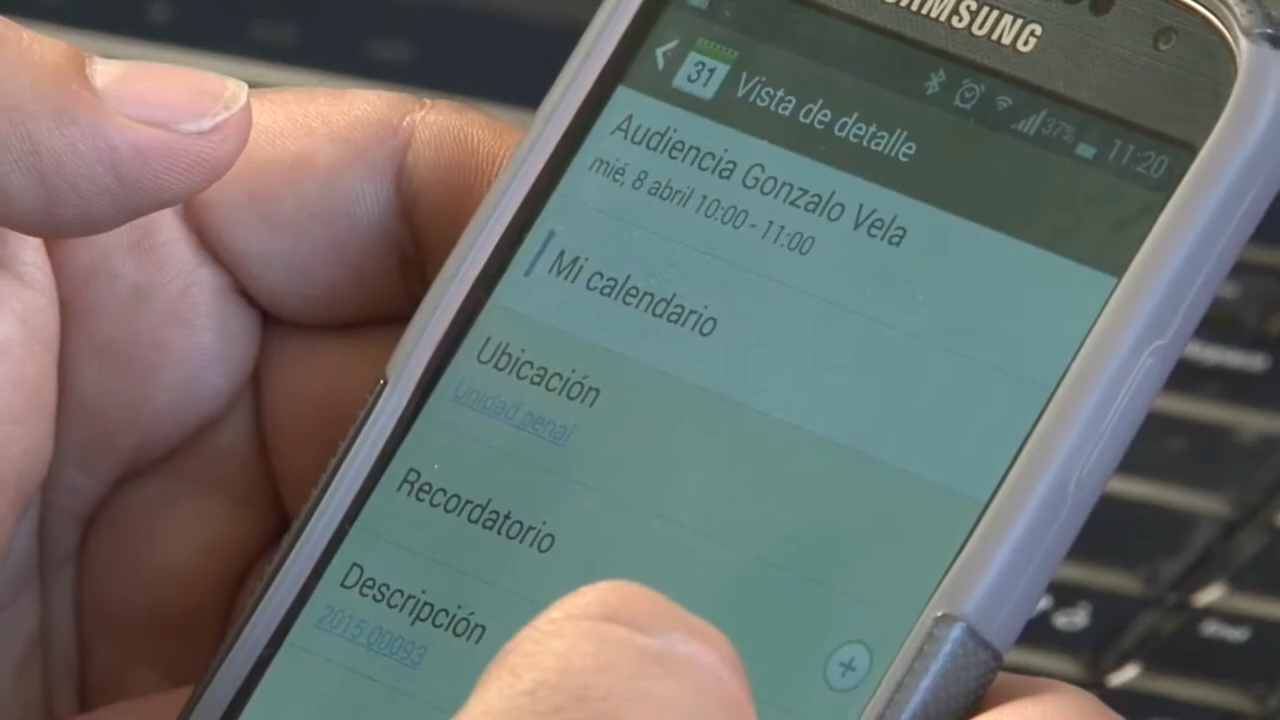 SAMSUNG
37% 11:20
31 Vista de detalle
Audiencia Gonzalo Vela
mié, 8 abril 10:00 - 11:00
Mi calendario
Ubicación
Unidad penal
Recordatorio
Descripción
2015 00093
End